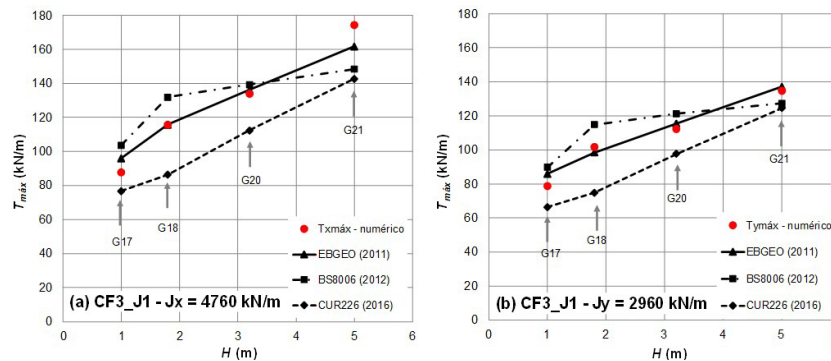 180
160
140
120
100
80
60
40
20
0
T máx (kN/m)
G17
G18
G20
G21
Txmáx - numérico
EBGEO (2011)
BS8006 (2012)
CUR226 (2016)
(a) CF3_J1 - Jx = 4760 kN/m
0 1 2 3 4 5 6
H (m)
180
160
140
120
100
80
60
40
20
0
T máx (kN/m)
G17
G18
G20
G21
Tymáx - numérico
EBGEO (2011)
BS8006 (2012)
CUR226 (2016)
(b) CF3_J1 - Jy = 2960 kN/m
0 1 2 3 4 5
H (m)